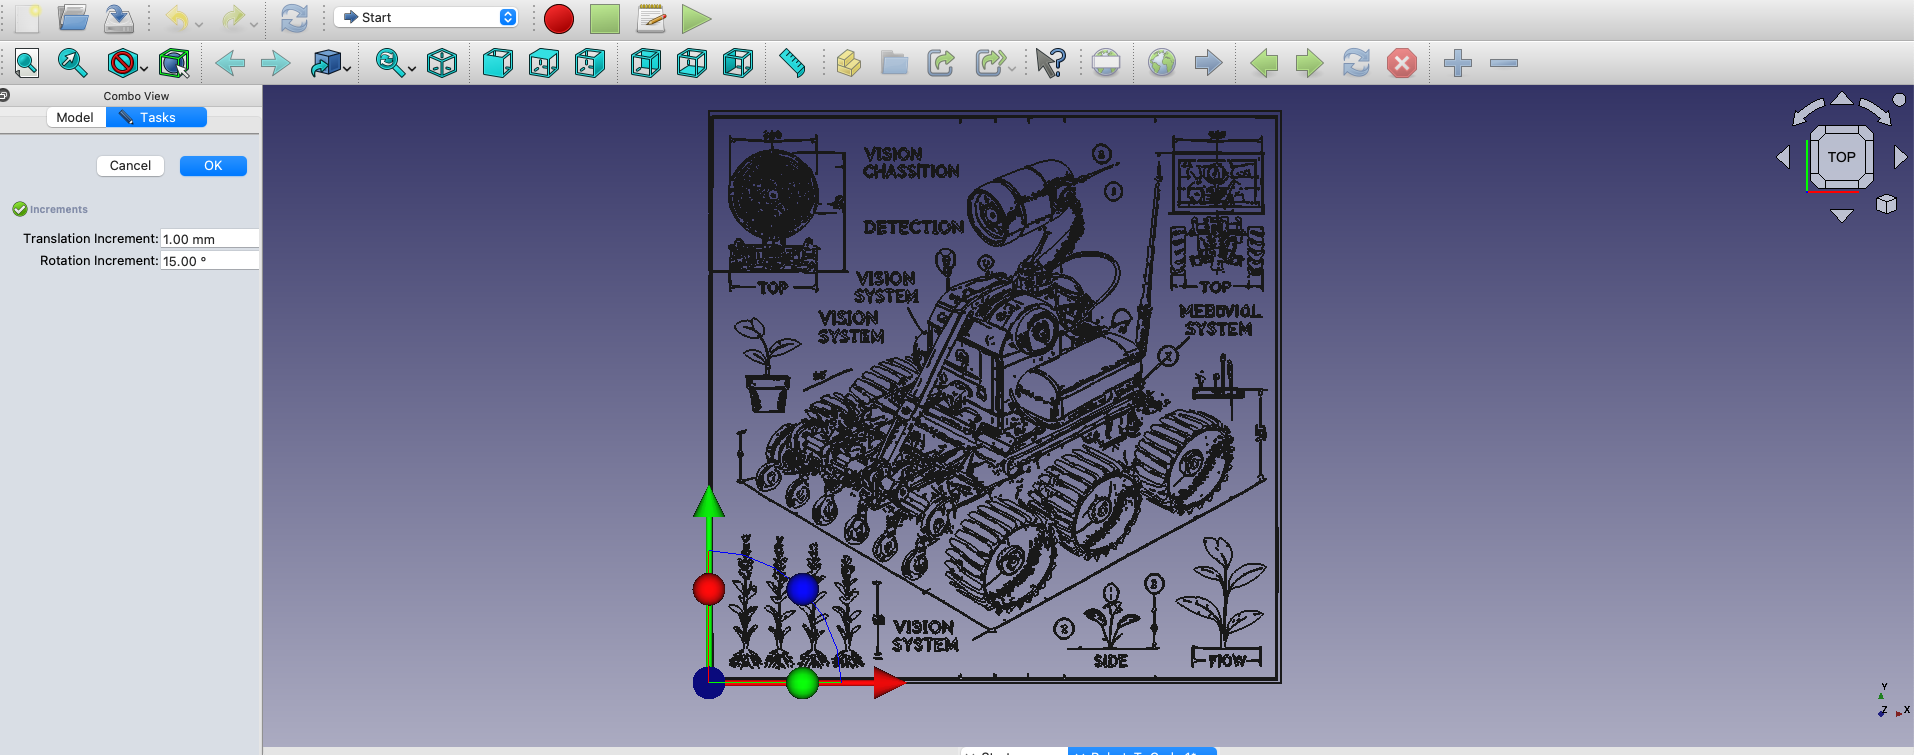 Start
Combo View
Model
Tasks
Cancel
OK
Increments
Translation Increment: 1.00 mm
Rotation Increment: 15.00 °
VISION
CHASSITION
DETECTION
VISION
SYSTEM
VISION
SYSTEM
TOP
TOP
SYSTEM
VISION
SYSTEM
SIDE
FIOW
TOP
Y
Z
X